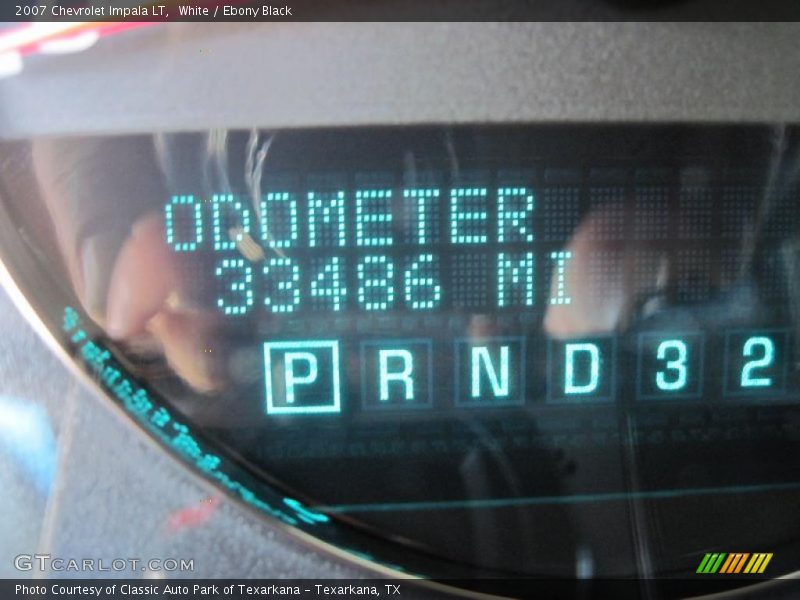 2007 Chevrolet Impala LT, White / Ebony Black
ODOMETER
33486 MI
P R N D 3 2
GTCARLOT.COM
Photo Courtesy of Classic Auto Park of Texarkana - Texarkana, TX